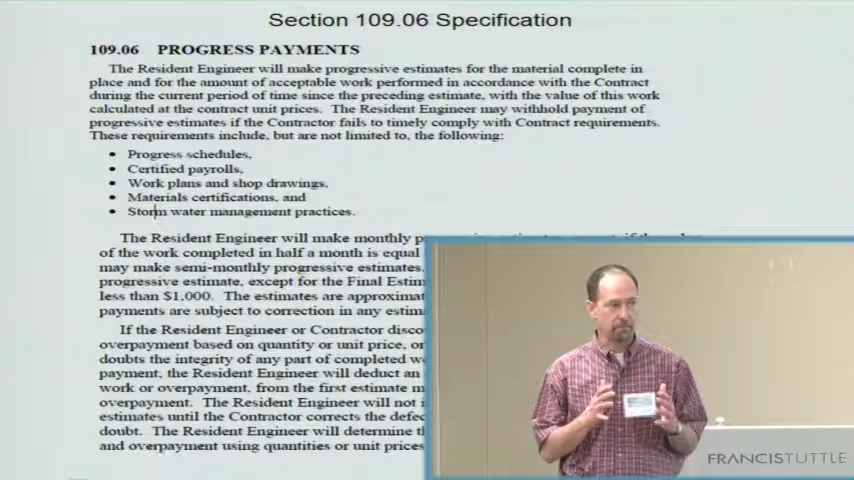 Section 109.06 Specification
109.06 PROGRESS PAYMENTS
The Resident Engineer will make progressive estimates for the material complete in
place and for the amount of acceptable work performed in accordance with the Contract
during the current period of time since the preceding estimate, with the value of this work
calculated at the contract unit prices. The Resident Engineer may withhold payment of
progressive estimates if the Contractor fails to timely comply with Contract requirements.
These requirements include, but are not limited to, the following:
• Progress schedules,
• Certified payrolls,
• Work plans and shop drawings,
• Materials certifications, and
• Storm water management practices.
The Resident Engineer will make monthly
of the work completed in half a month is equal
may make semi-monthly progressive estimates.
progressive estimate, except for the Final
less than $1,000. The estimates are
payments are subject to correction in any
If the Resident Engineer or Contractor
overpayment based on quantity or unit price,
doubts the integrity of any part of completed
payment, the Resident Engineer will deduct an
work or overpayment, from the first estimate
overpayment. The Resident Engineer will not
estimates until the Contractor corrects the
doubt. The Resident Engineer will determine
and overpayment using quantities or unit prices
FRANCISTUTTLE